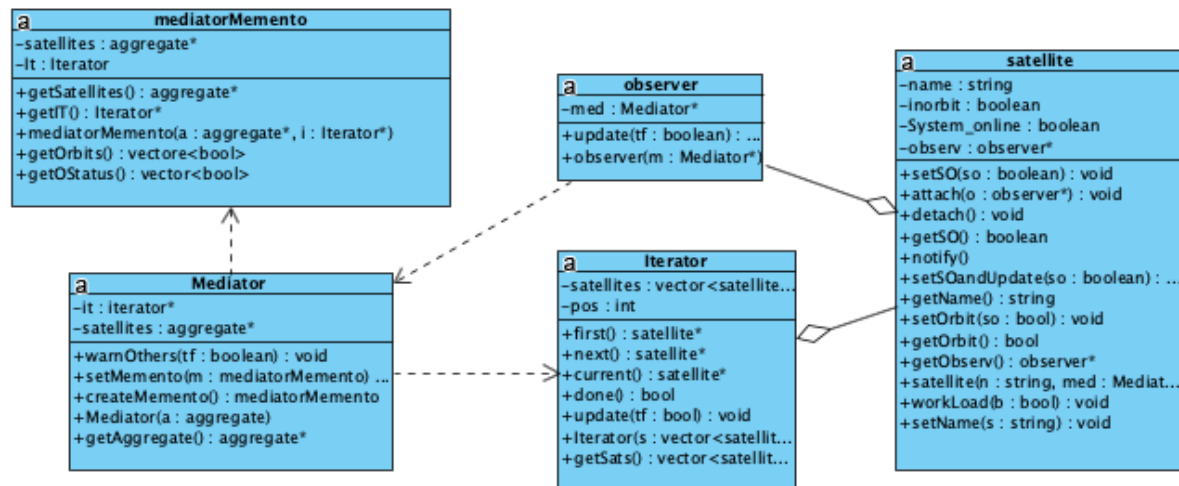 a
mediatorMemento
-satellites : aggregate*
-It : Iterator
+getSatellites() : aggregate*
+getIT() : Iterator*
+mediatorMemento(a : aggregate*, i : Iterator*)
+getOrbits() : vectore<bool>
+getOStatus() : vector<bool>
a
observer
-med : Mediator*
+update(tf : boolean) : ...
+observer(m : Mediator*)
a
satellite
-name : string
-inorbit : boolean
-System_online : boolean
-observ : observer*
+setSO(so : boolean) : void
+attach(o : observer*) : void
+detach() : void
+getSO() : boolean
+notify()
+setSOandUpdate(so : boolean) : ...
+getName() : string
+setOrbit(so : bool) : void
+getOrbit() : bool
+getObserv() : observer*
+satellite(n : string, med : Mediat...
+workLoad(b : bool) : void
+setName(s : string) : void
a
Mediator
-it : iterator*
-satellites : aggregate*
+warnOthers(tf : boolean) : void
+setMemento(m : mediatorMemento) ...
+createMemento() : mediatorMemento
+Mediator(a : aggregate)
+getAggregate() : aggregate*
a
Iterator
-satellites : vector<satellite...
-pos : int
+first() : satellite*
+next() : satellite*
+current() : satellite*
+done() : bool
+update(tf : bool) : void
+Iterator(s : vector<satellit...
+getSats() : vector<satellit...